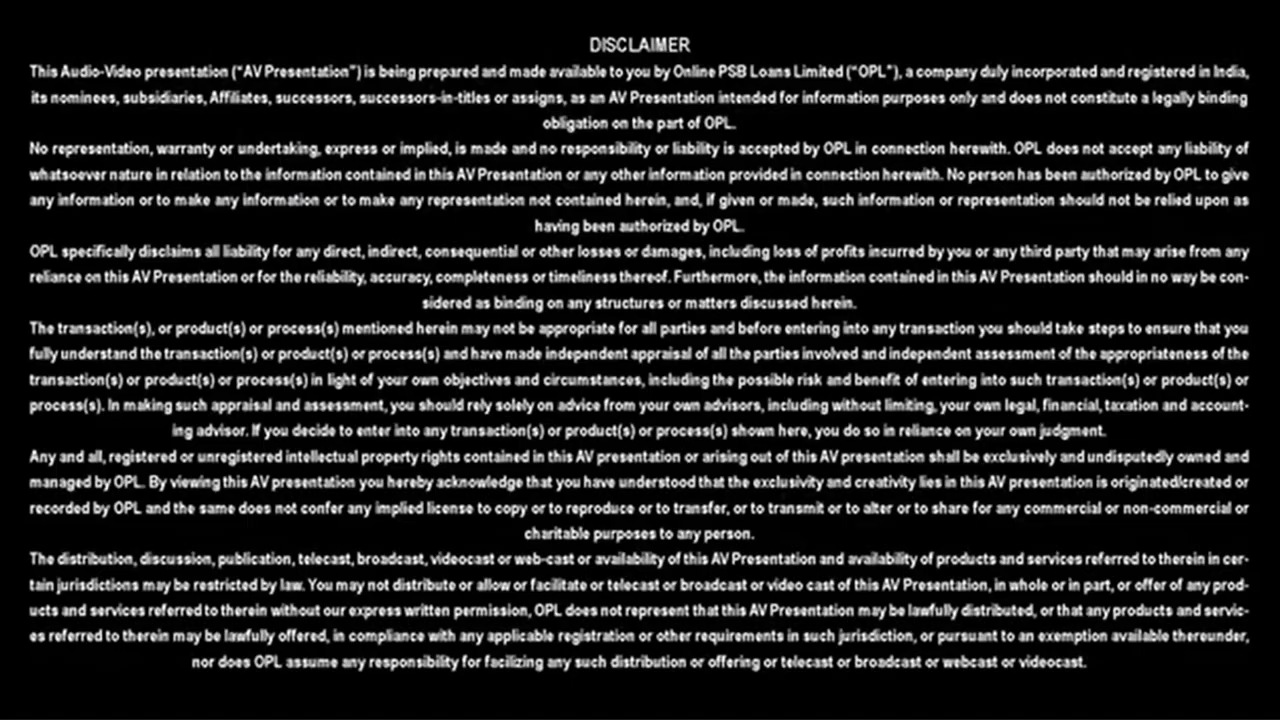 DISCLAIMER
This Audio-Video presentation (“AV Presentation”) is being prepared and made available to you by Online PSB Loans Limited (“OPL”), a company duly incorporated and registered in India,
its nominees, subsidiaries, Affiliates, successors, successors-in-titles or assigns, as an AV Presentation intended for information purposes only and does not constitute a legally binding
obligation on the part of OPL.
No representation, warranty or undertaking, express or implied, is made and no responsibility or liability is accepted by OPL in connection herewith. OPL does not accept any liability of
whatsoever nature in relation to the information contained in this AV Presentation or any other information provided in connection herewith. No person has been authorized by OPL to give
any information or to make any information or to make any representation not contained herein, and, if given or made, such information or representation should not be relied upon as
having been authorized by OPL.
OPL specifically disclaims all liability for any direct, indirect, consequential or other losses or damages, including loss of profits incurred by you or any third party that may arise from any
reliance on this AV Presentation or for the reliability, accuracy, completeness or timeliness thereof. Furthermore, the information contained in this AV Presentation should in no way be con-
sidered as binding on any structures or matters discussed herein.
The transaction(s), or product(s) or process(s) mentioned herein may not be appropriate for all parties and before entering into any transaction you should take steps to ensure that you
fully understand the transaction(s) or product(s) or process(s) and have made independent appraisal of all the parties involved and independent assessment of the appropriateness of the
transaction(s) or product(s) or process(s) in light of your own objectives and circumstances, including the possible risk and benefit of entering into such transaction(s) or product(s) or
process(s). In making such appraisal and assessment, you should rely solely on advice from your own advisors, including without limiting, your own legal, financial, taxation and account-
ing advisor. If you decide to enter into any transaction(s) or product(s) or process(s) shown here, you do so in reliance on your own judgment.
Any and all, registered or unregistered intellectual property rights contained in this AV presentation or arising out of this AV presentation shall be exclusively and undisputedly owned and
managed by OPL. By viewing this AV presentation you hereby acknowledge that you have understood that the exclusivity and creativity lies in this AV presentation is originated/created or
recorded by OPL and the same does not confer any implied license to copy or to reproduce or to transfer, or to transmit or to alter or to share for any commercial or non-commercial or
charitable purposes to any person.
The distribution, discussion, publication, telecast, broadcast, videocast or web-cast or availability of this AV Presentation and availability of products and services referred to therein in cer-
tain jurisdictions may be restricted by law. You may not distribute or allow or facilitate or telecast or broadcast or video cast of this AV Presentation, in whole or in part, or offer of any prod-
ucts and services referred to therein without our express written permission, OPL does not represent that this AV Presentation may be lawfully distributed, or that any products and servic-
es referred to therein may be lawfully offered, in compliance with any applicable registration or other requirements in such jurisdiction, or pursuant to an exemption available thereunder,
nor does OPL assume any responsibility for facilizing any such distribution or offering or telecast or broadcast or webcast or videocast.